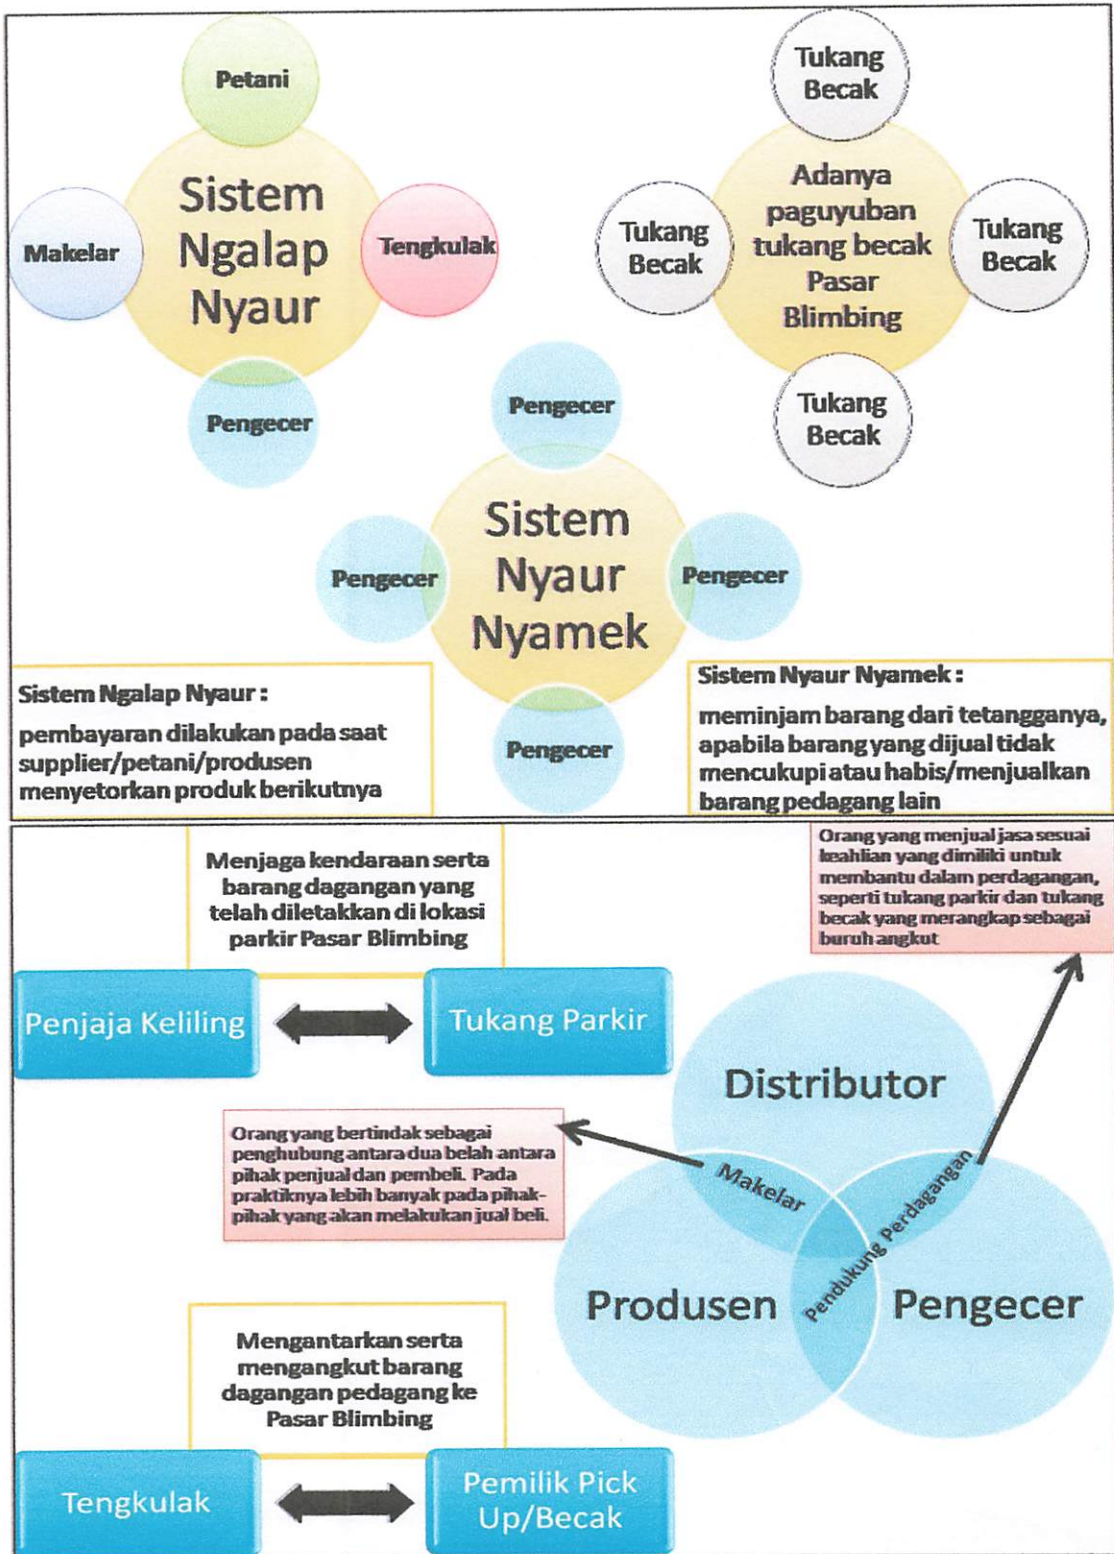 Petani
Sistem
Ngalap
Nyaur
Makelar
Tengkulak
Pengecer
Tukang
Becak
Adanya
paguyuban
tukang becak
Pasar
Blimbing
Tukang
Becak
Tukang
Becak
Tukang
Becak
Pengecer
Sistem
Nyaur
Nyamek
Pengecer
Pengecer
Pengecer
Sistem Ngalap Nyaur :
pembayaran dilakukan pada saat
supplier/petani/produsen
menyetorkan produk berikutnya
Sistem Nyaur Nyamek :
meminjam barang dari tetangganya,
apabila barang yang dijual tidak
mencukupi atau habis/menjualkan
barang pedagang lain
Menjaga kendaraan serta
barang dagangan yang
telah diletakkan di lokasi
parkir Pasar Blimbing
Penjaja Keliling
Tukang Parkir
Orang yang menjual jasa sesuai
keahlian yang dimiliki untuk
membantu dalam perdagangan,
seperti tukang parkir dan tukang
becak yang merangkap sebagai
buruh angkut
Orang yang bertindak sebagai
penghubung antara dua belah antara
pihak penjual dan pembeli. Pada
praktiknya lebih banyak pada pihak-
pihak yang akan melakukan jual beli.
Distributor
Makelar
Pendukung Perdagangan
Produsen
Pengecer
Mengantarkan serta
mengangkut barang
dagangan pedagang ke
Pasar Blimbing
Tengkulak
Pemilik Pick
Up/Becak